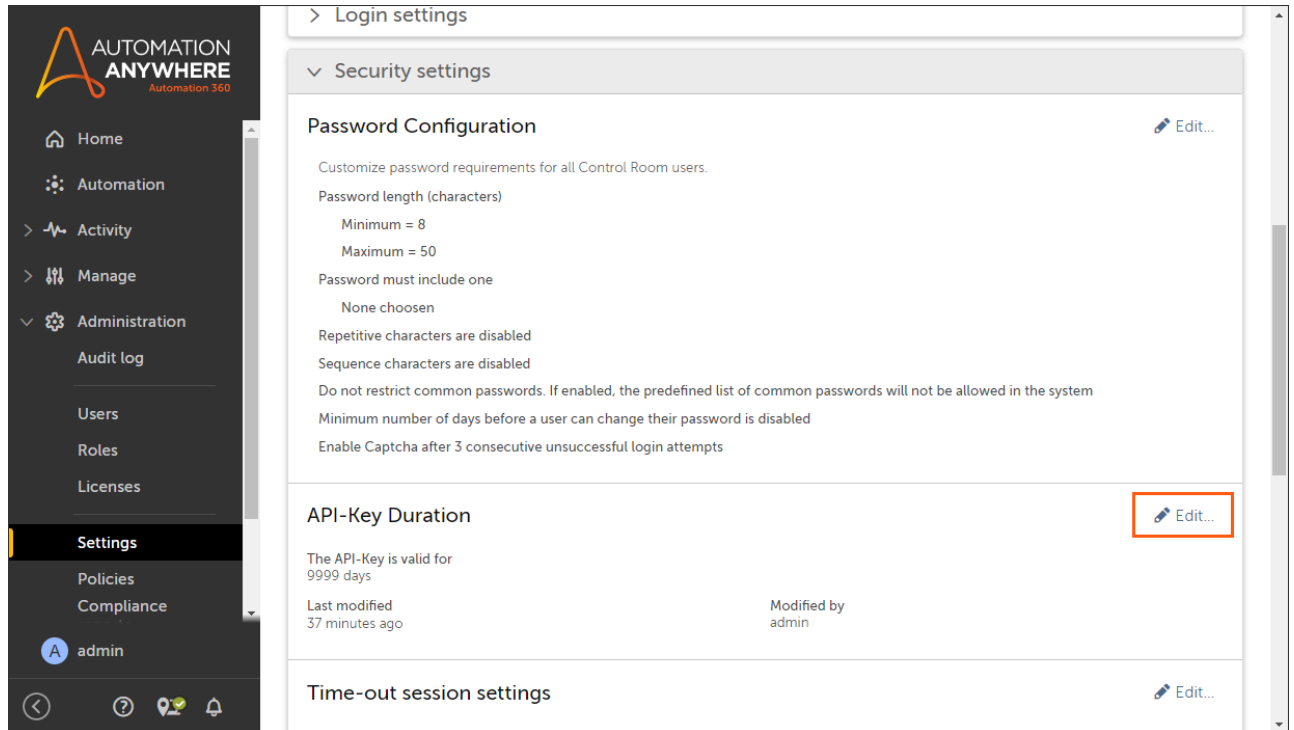 AUTOMATION
ANYWHERE
Automation 360
Home
Automation
Activity
Manage
Administration
Audit log
Users
Roles
Licenses
Settings
Policies
Compliance
A admin
Login settings
Security settings
Password Configuration
Edit...
Customize password requirements for all Control Room users.
Password length (characters)
Minimum = 8
Maximum = 50
Password must include one
None choosen
Repetitive characters are disabled
Sequence characters are disabled
Do not restrict common passwords. If enabled, the predefined list of common passwords will not be allowed in the system
Minimum number of days before a user can change their password is disabled
Enable Captcha after 3 consecutive unsuccessful login attempts
API-Key Duration
Edit...
The API-Key is valid for
9999 days
Last modified
37 minutes ago
Modified by
admin
Time-out session settings
Edit...